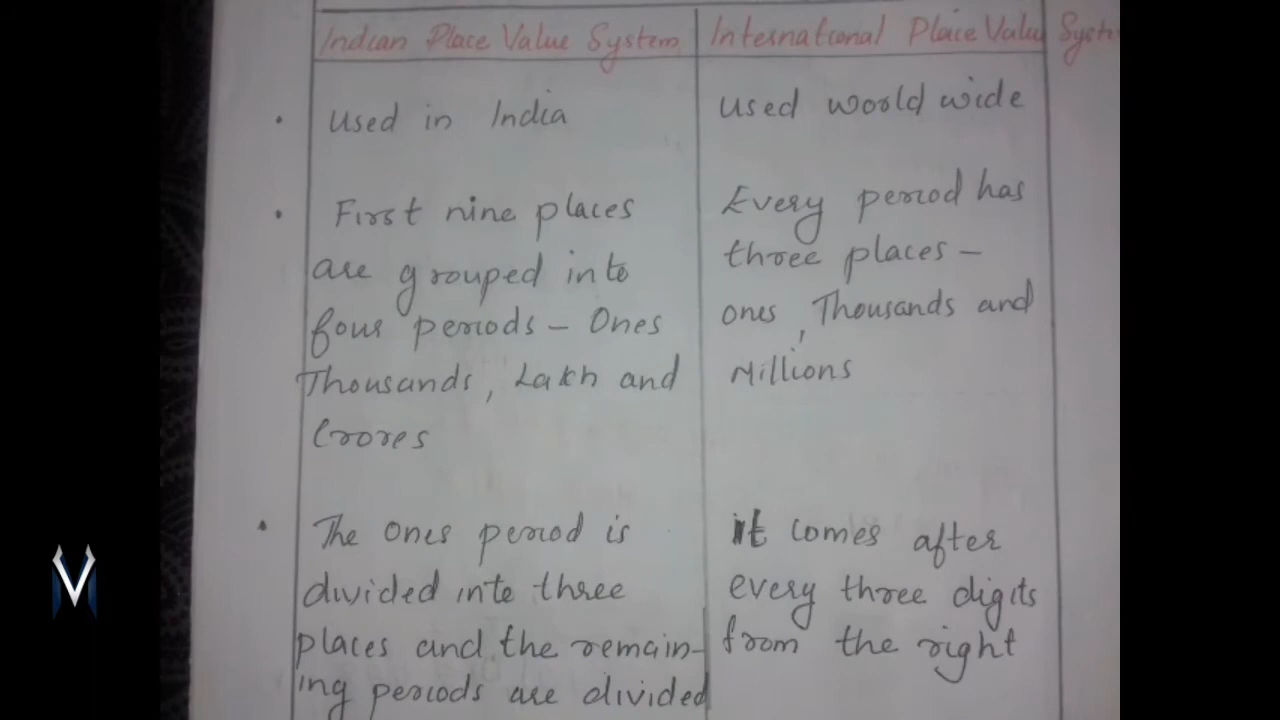 Indian Place Value System
International Place Value System
Used in India
Used world wide
First nine places
are grouped into
four periods – Ones
Thousands, Lakh and
Crores
Every period has
three places –
ones, Thousands and
Millions
The Ones period is
divided into three
places and the remain-
ing periods are divided
it comes after
every three digits
from the right